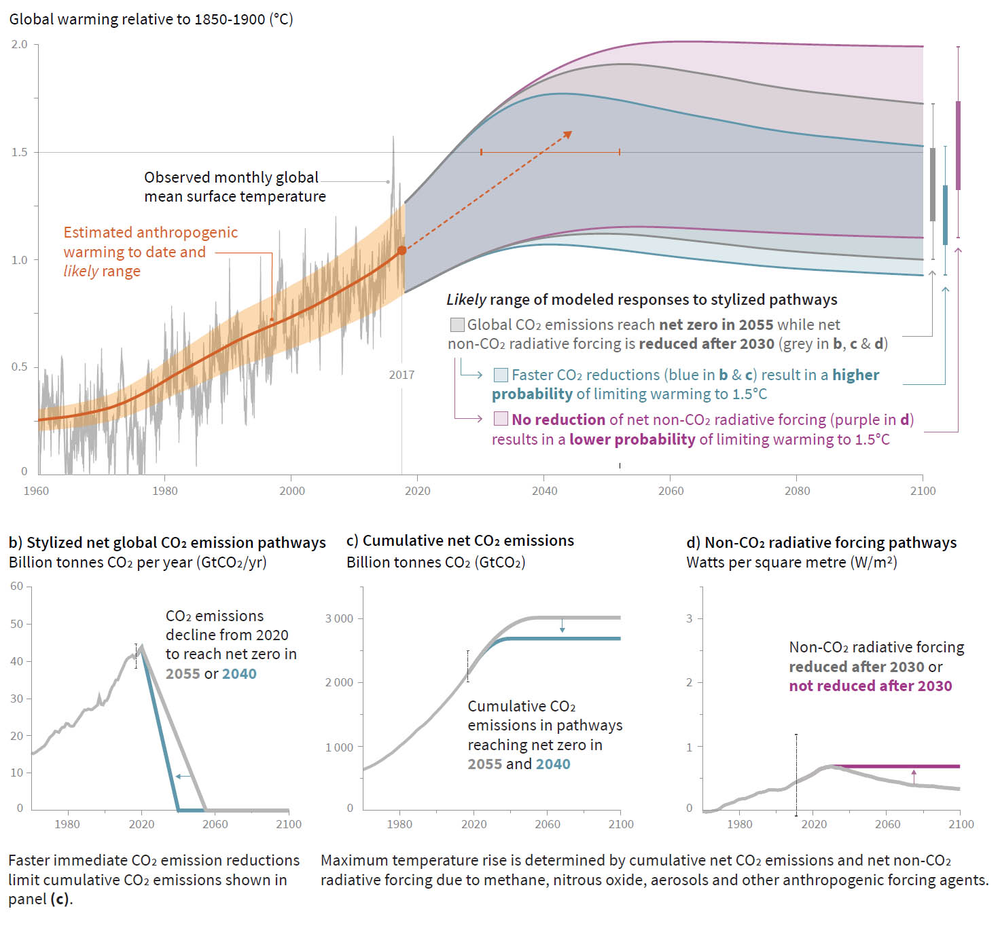 Global warming relative to 1850-1900 (°C)
2.0
1.5
1.0
0.5
0
Observed monthly global
mean surface temperature
Estimated anthropogenic
warming to date and
likely range
2017
Likely range of modeled responses to stylized pathways
Global CO₂ emissions reach net zero in 2055 while net
non-CO₂ radiative forcing is reduced after 2030 (grey in b, c & d)
Faster CO₂ reductions (blue in b & c) result in a higher
probability of limiting warming to 1.5°C
No reduction of net non-CO₂ radiative forcing (purple in d)
results in a lower probability of limiting warming to 1.5°C
1960 1980 2000 2020 2040 2060 2080 2100
b) Stylized net global CO₂ emission pathways
Billion tonnes CO₂ per year (GtCO₂/yr)
60
50
40
30
20
10
0
CO₂ emissions
decline from 2020
to reach net zero in
2055 or 2040
1980 2020 2060 2100
c) Cumulative net CO₂ emissions
Billion tonnes CO₂ (GtCO₂)
3 000
2 000
1 000
0
Cumulative CO₂
emissions in pathways
reaching net zero in
2055 and 2040
1980 2020 2060 2100
d) Non-CO₂ radiative forcing pathways
Watts per square metre (W/m²)
3
2
1
0
Non-CO₂ radiative forcing
reduced after 2030 or
not reduced after 2030
1980 2020 2060 2100
Faster immediate CO₂ emission reductions
limit cumulative CO₂ emissions shown in
panel (c).
Maximum temperature rise is determined by cumulative net CO₂ emissions and net non-CO₂
radiative forcing due to methane, nitrous oxide, aerosols and other anthropogenic forcing agents.